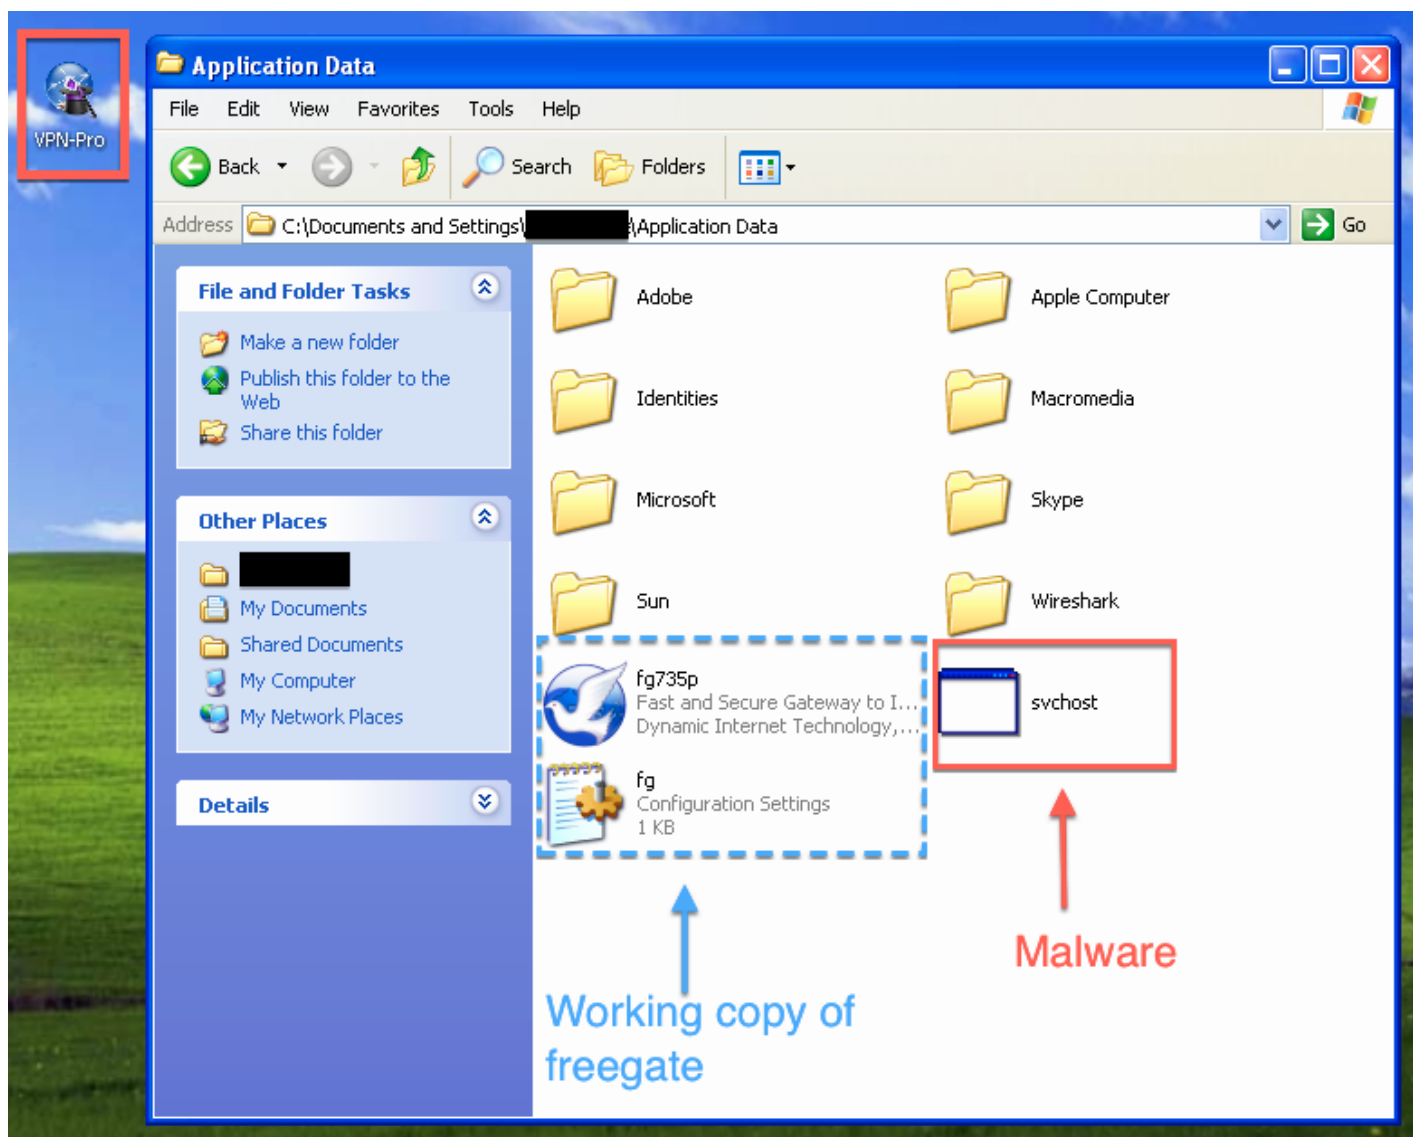 VPN-Pro
Application Data
File Edit View Favorites Tools Help
Back Search Folders
Address C:\Documents and Settings\ \Application Data Go
File and Folder Tasks
Make a new folder
Publish this folder to the
Web
Share this folder
Other Places
My Documents
Shared Documents
My Computer
My Network Places
Details
Adobe
Apple Computer
Identities
Macromedia
Microsoft
Skype
Sun
Wireshark
fg735p
Fast and Secure Gateway to I...
Dynamic Internet Technology,...
svchost
fg
Configuration Settings
1 KB
Malware
Working copy of
freegate